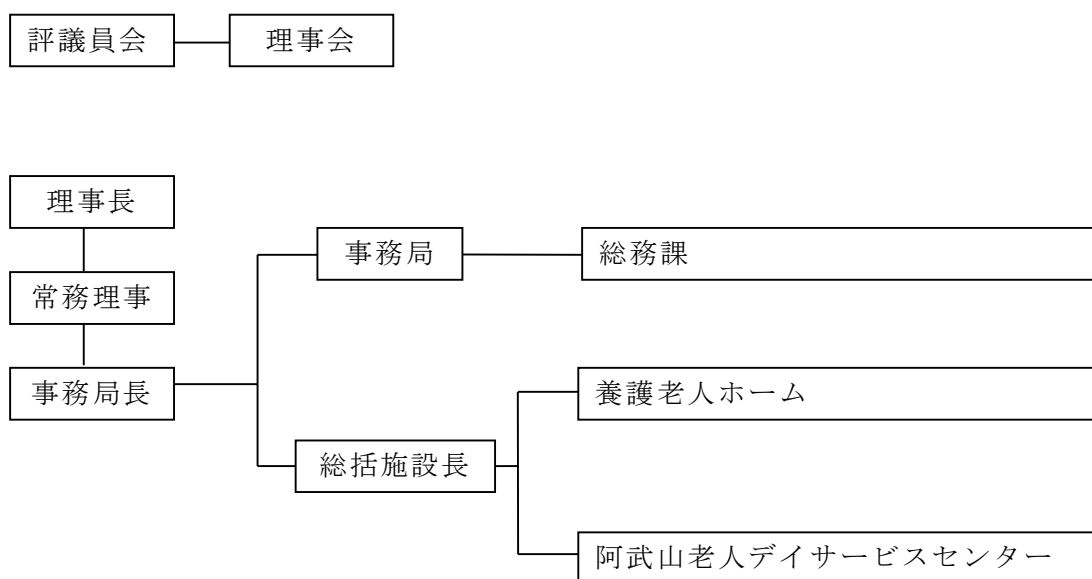 評議員会
理事会
理事長
常務理事
事務局長
事務局
総務課
総括施設長
養護老人ホーム
阿武山老人デイサービスセンター